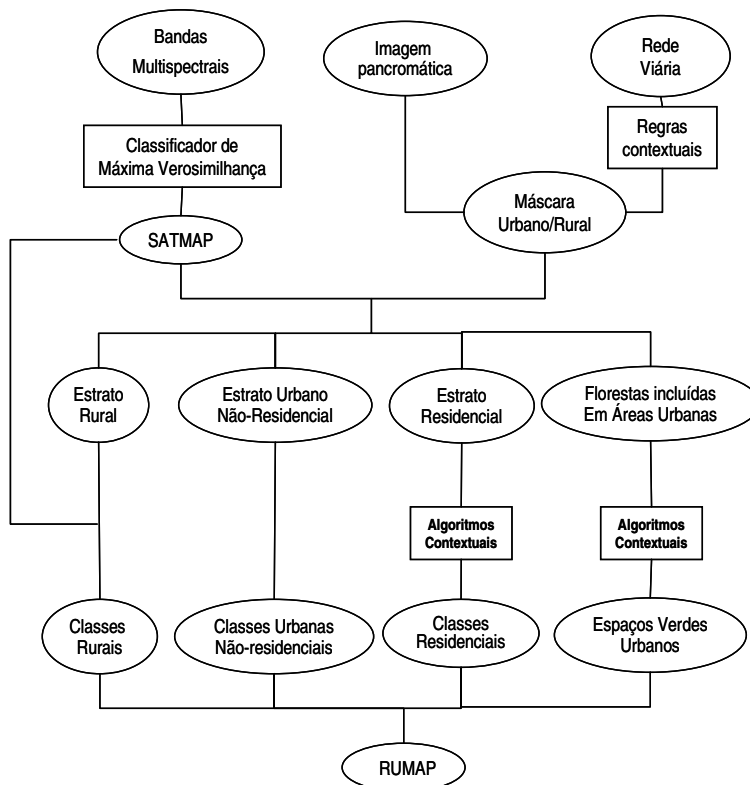 Bandas
Multispectrais
Imagem
pancromática
Rede
Viária
Classificador de
Máxima Verosimilhança
Regras
contextuais
Máscara
Urbano/Rural
SATMAP
Estrato
Rural
Estrato Urbano
Não-Residencial
Estrato
Residencial
Florestas incluídas
Em Áreas Urbanas
Algoritmos
Contextuais
Algoritmos
Contextuais
Classes
Rurais
Classes Urbanas
Não-residenciais
Classes
Residenciais
Espaços Verdes
Urbanos
RUMAP